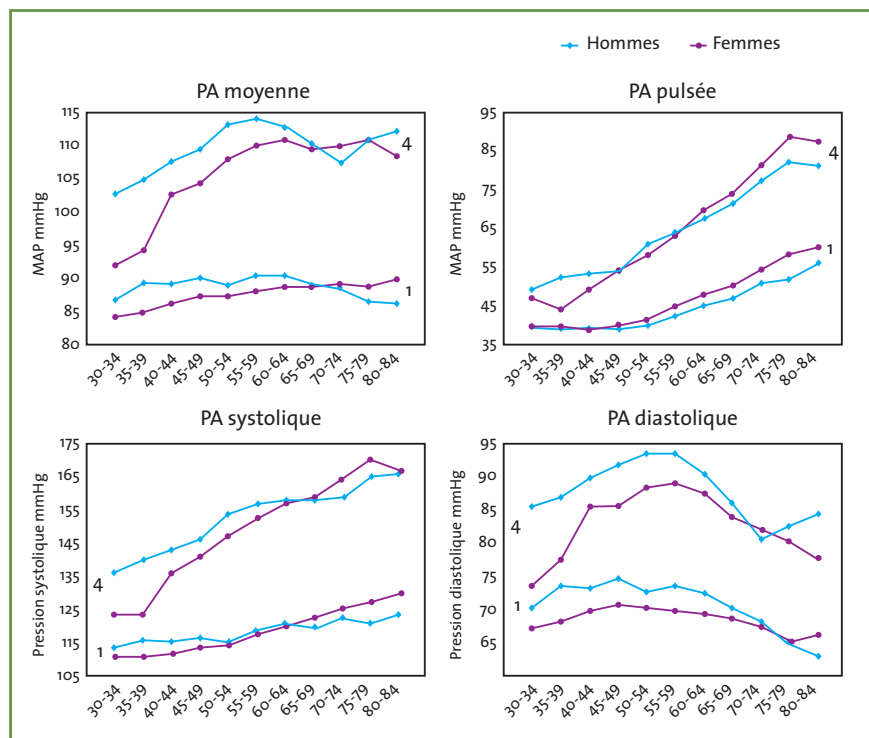 Hommes Femmes
PA moyenne
MAP mmHg
115
110
105
100
95
90
85
80
4
1
30-34 35-39 40-44 45-49 50-54 55-59 60-64 65-69 70-74 75-79 80-84
PA pulsée
MAP mmHg
95
85
75
65
55
45
35
4
1
30-34 35-39 40-44 45-49 50-54 55-59 60-64 65-69 70-74 75-79 80-84
PA systolique
Pression systolique mmHg
175
165
145
135
125
115
105
4
1
30-34 35-39 40-44 45-49 50-54 55-59 60-64 65-69 70-74 75-79 80-84
PA diastolique
Pression diastolique mmHg
95
90
85
80
75
70
65
4
1
30-34 35-39 40-44 45-49 50-54 55-59 60-64 65-69 70-74 75-79 80-84